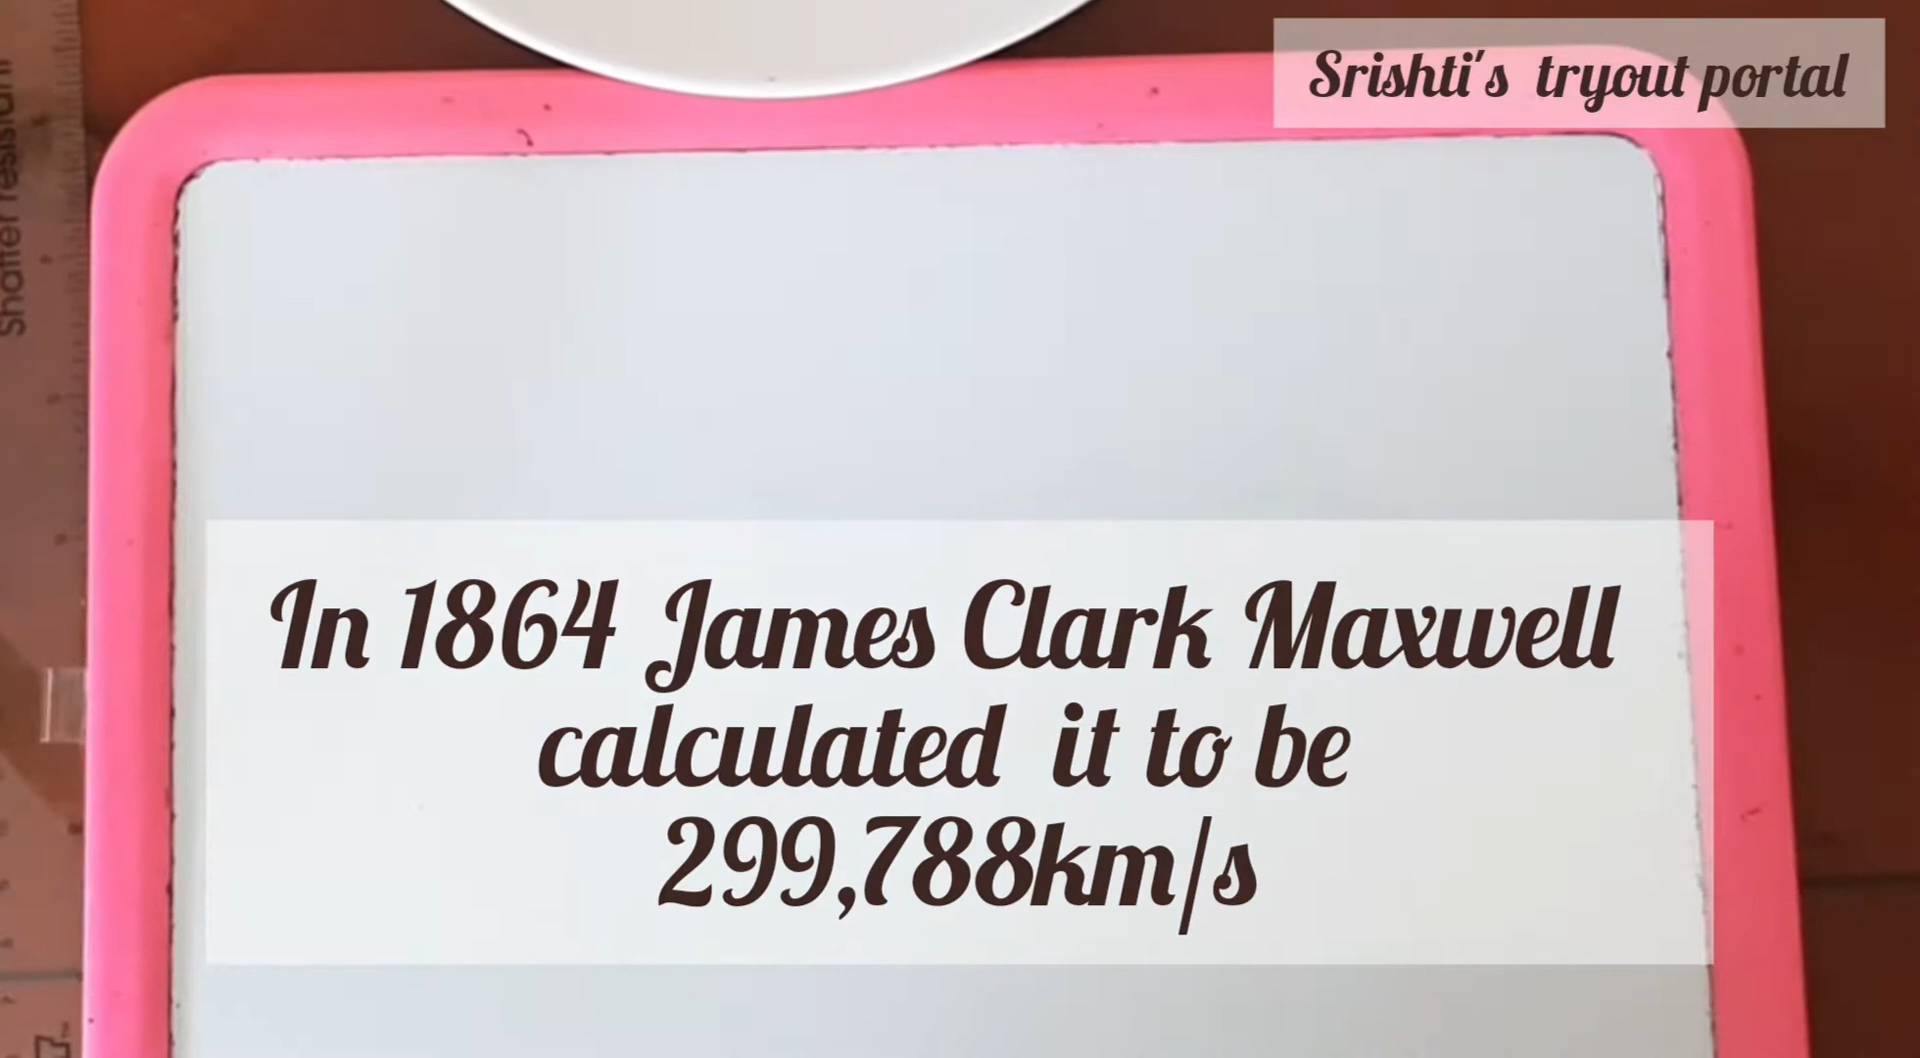 Srishti's tryout portal
Shatter resistant
In 1864 James Clark Maxwell
calculated it to be
299,788km/s